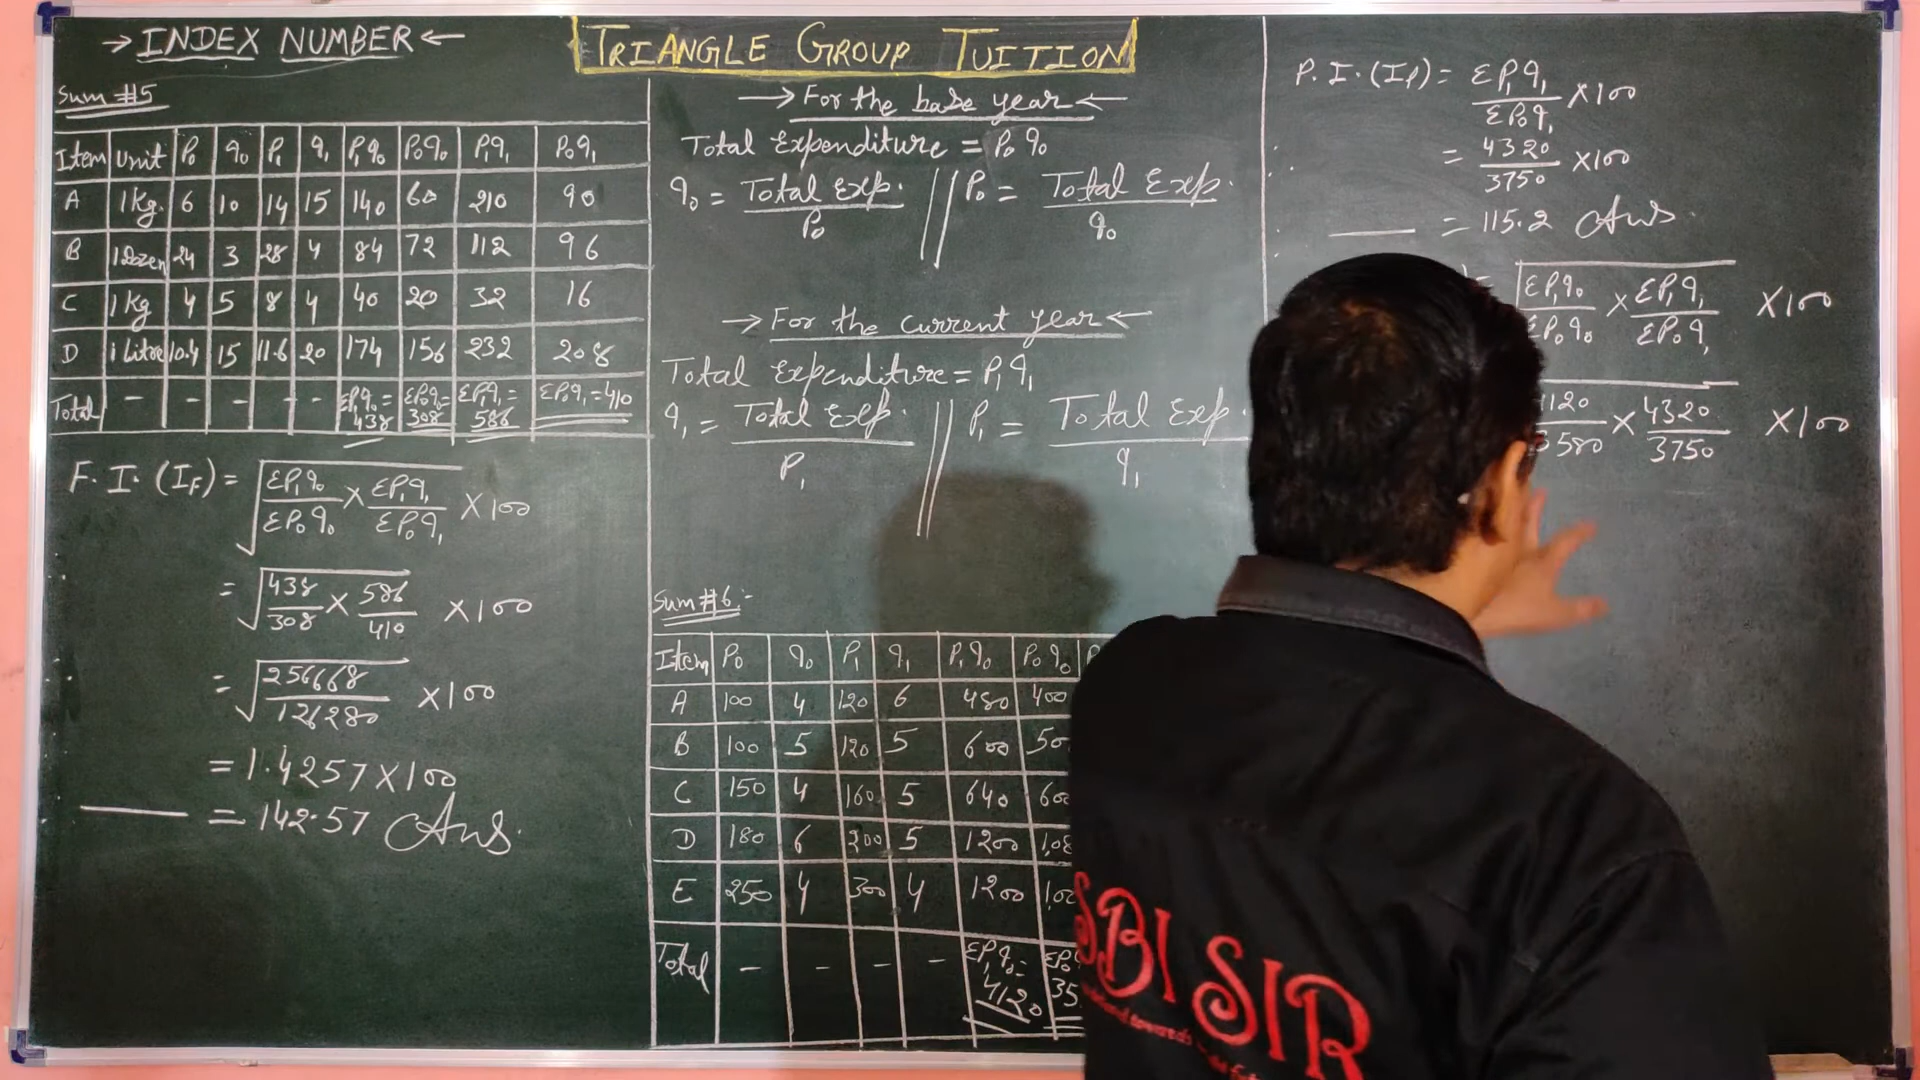 → INDEX NUMBER ←
TRIANGLE GROUP TUITION
Sum #5
Item Unit P₀ q₀ P₁ q₁ P₁q₀ P₀q₀ P₁q₁ P₀q₁
A 1Kg. 6 10 14 15 140 60 210 90
B 1Dozen 24 3 28 4 84 72 112 96
C 1Kg 4 5 8 4 40 20 32 16
D 1 Litre 10.4 15 11.6 20 174 156 232 208
Total - - - - - ΣP₁q₀= 438 ΣP₀q₀= 308 ΣP₁q₁= 586 ΣP₀q₁=410
F.I. (I_F) = √(ΣP₁q₀/ΣP₀q₀ × ΣP₁q₁/ΣP₀q₁) ×100
= √(438/308 × 586/410) ×100
= √(256668/126280) ×100
= 1.4257×100
= 142.57 Ans.
→ For the base year ←
Total Expenditure = P₀ q₀
q₀ = Total Exp./P₀ // P₀ = Total Exp./q₀
→ For the current year ←
Total Expenditure = P₁q₁
q₁ = Total Exp./P₁ // P₁ = Total Exp./q₁
Sum #6:-
Item P₀ q₀ P₁ q₁ P₁q₀ P₀q₀
A 100 4 120 6 480 400
B 100 5 120 5 600
C 150 4 160 5 640
D 180 6 200 5 1200
E 250 4 300 4 1200
Total - - - - ΣP₁q₀= 4120
P.I.(I_P) = ΣP₁q₁/ΣP₀q₁ ×100
= 4320/3750 ×100
= 115.2 Ans.
ΣP₁q₀/ΣP₀q₀ × ΣP₁q₁/ΣP₀q₁ ×100
× 4320/3750 ×100
SBI SIR